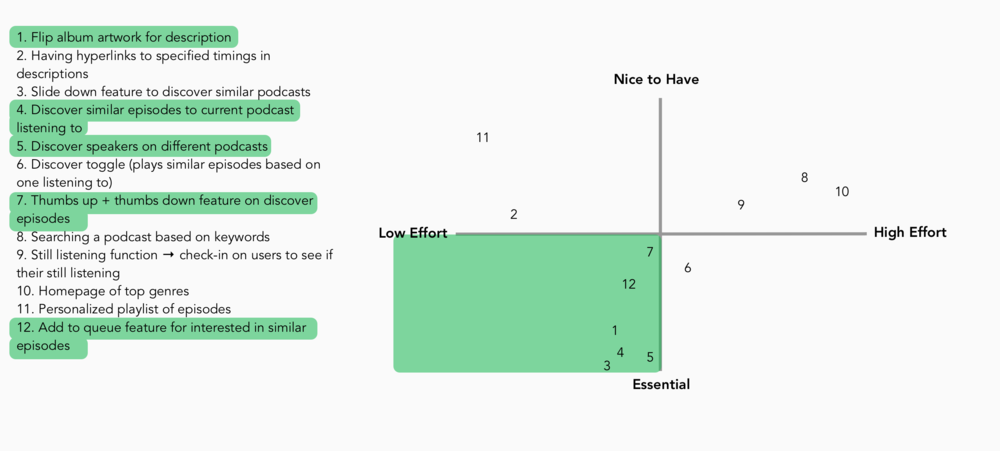 1. Flip album artwork for description
2. Having hyperlinks to specified timings in
descriptions
3. Slide down feature to discover similar podcasts
4. Discover similar episodes to current podcast
listening to
5. Discover speakers on different podcasts
6. Discover toggle (plays similar episodes based on
one listening to)
7. Thumbs up + thumbs down feature on discover
episodes
8. Searching a podcast based on keywords
9. Still listening function → check-in on users to see if
their still listening
10. Homepage of top genres
11. Personalized playlist of episodes
12. Add to queue feature for interested in similar
episodes
Nice to Have
11
8
10
9
2
Low Effort
High Effort
7
6
12
1
4
5
3
Essential